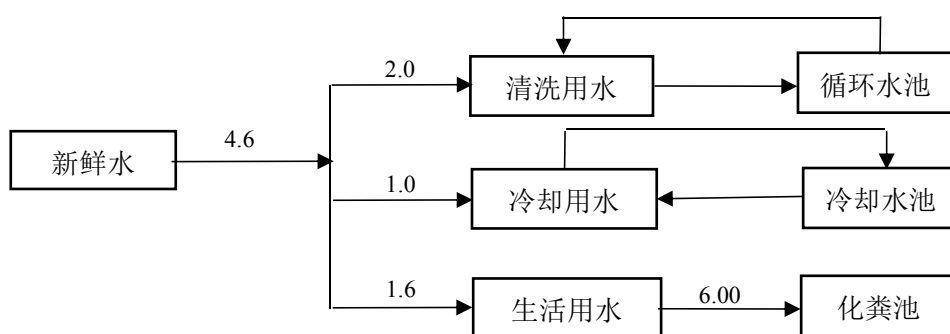 2.0
清洗用水
循环水池
新鲜水
4.6
1.0
冷却用水
冷却水池
1.6
生活用水
6.00
化粪池